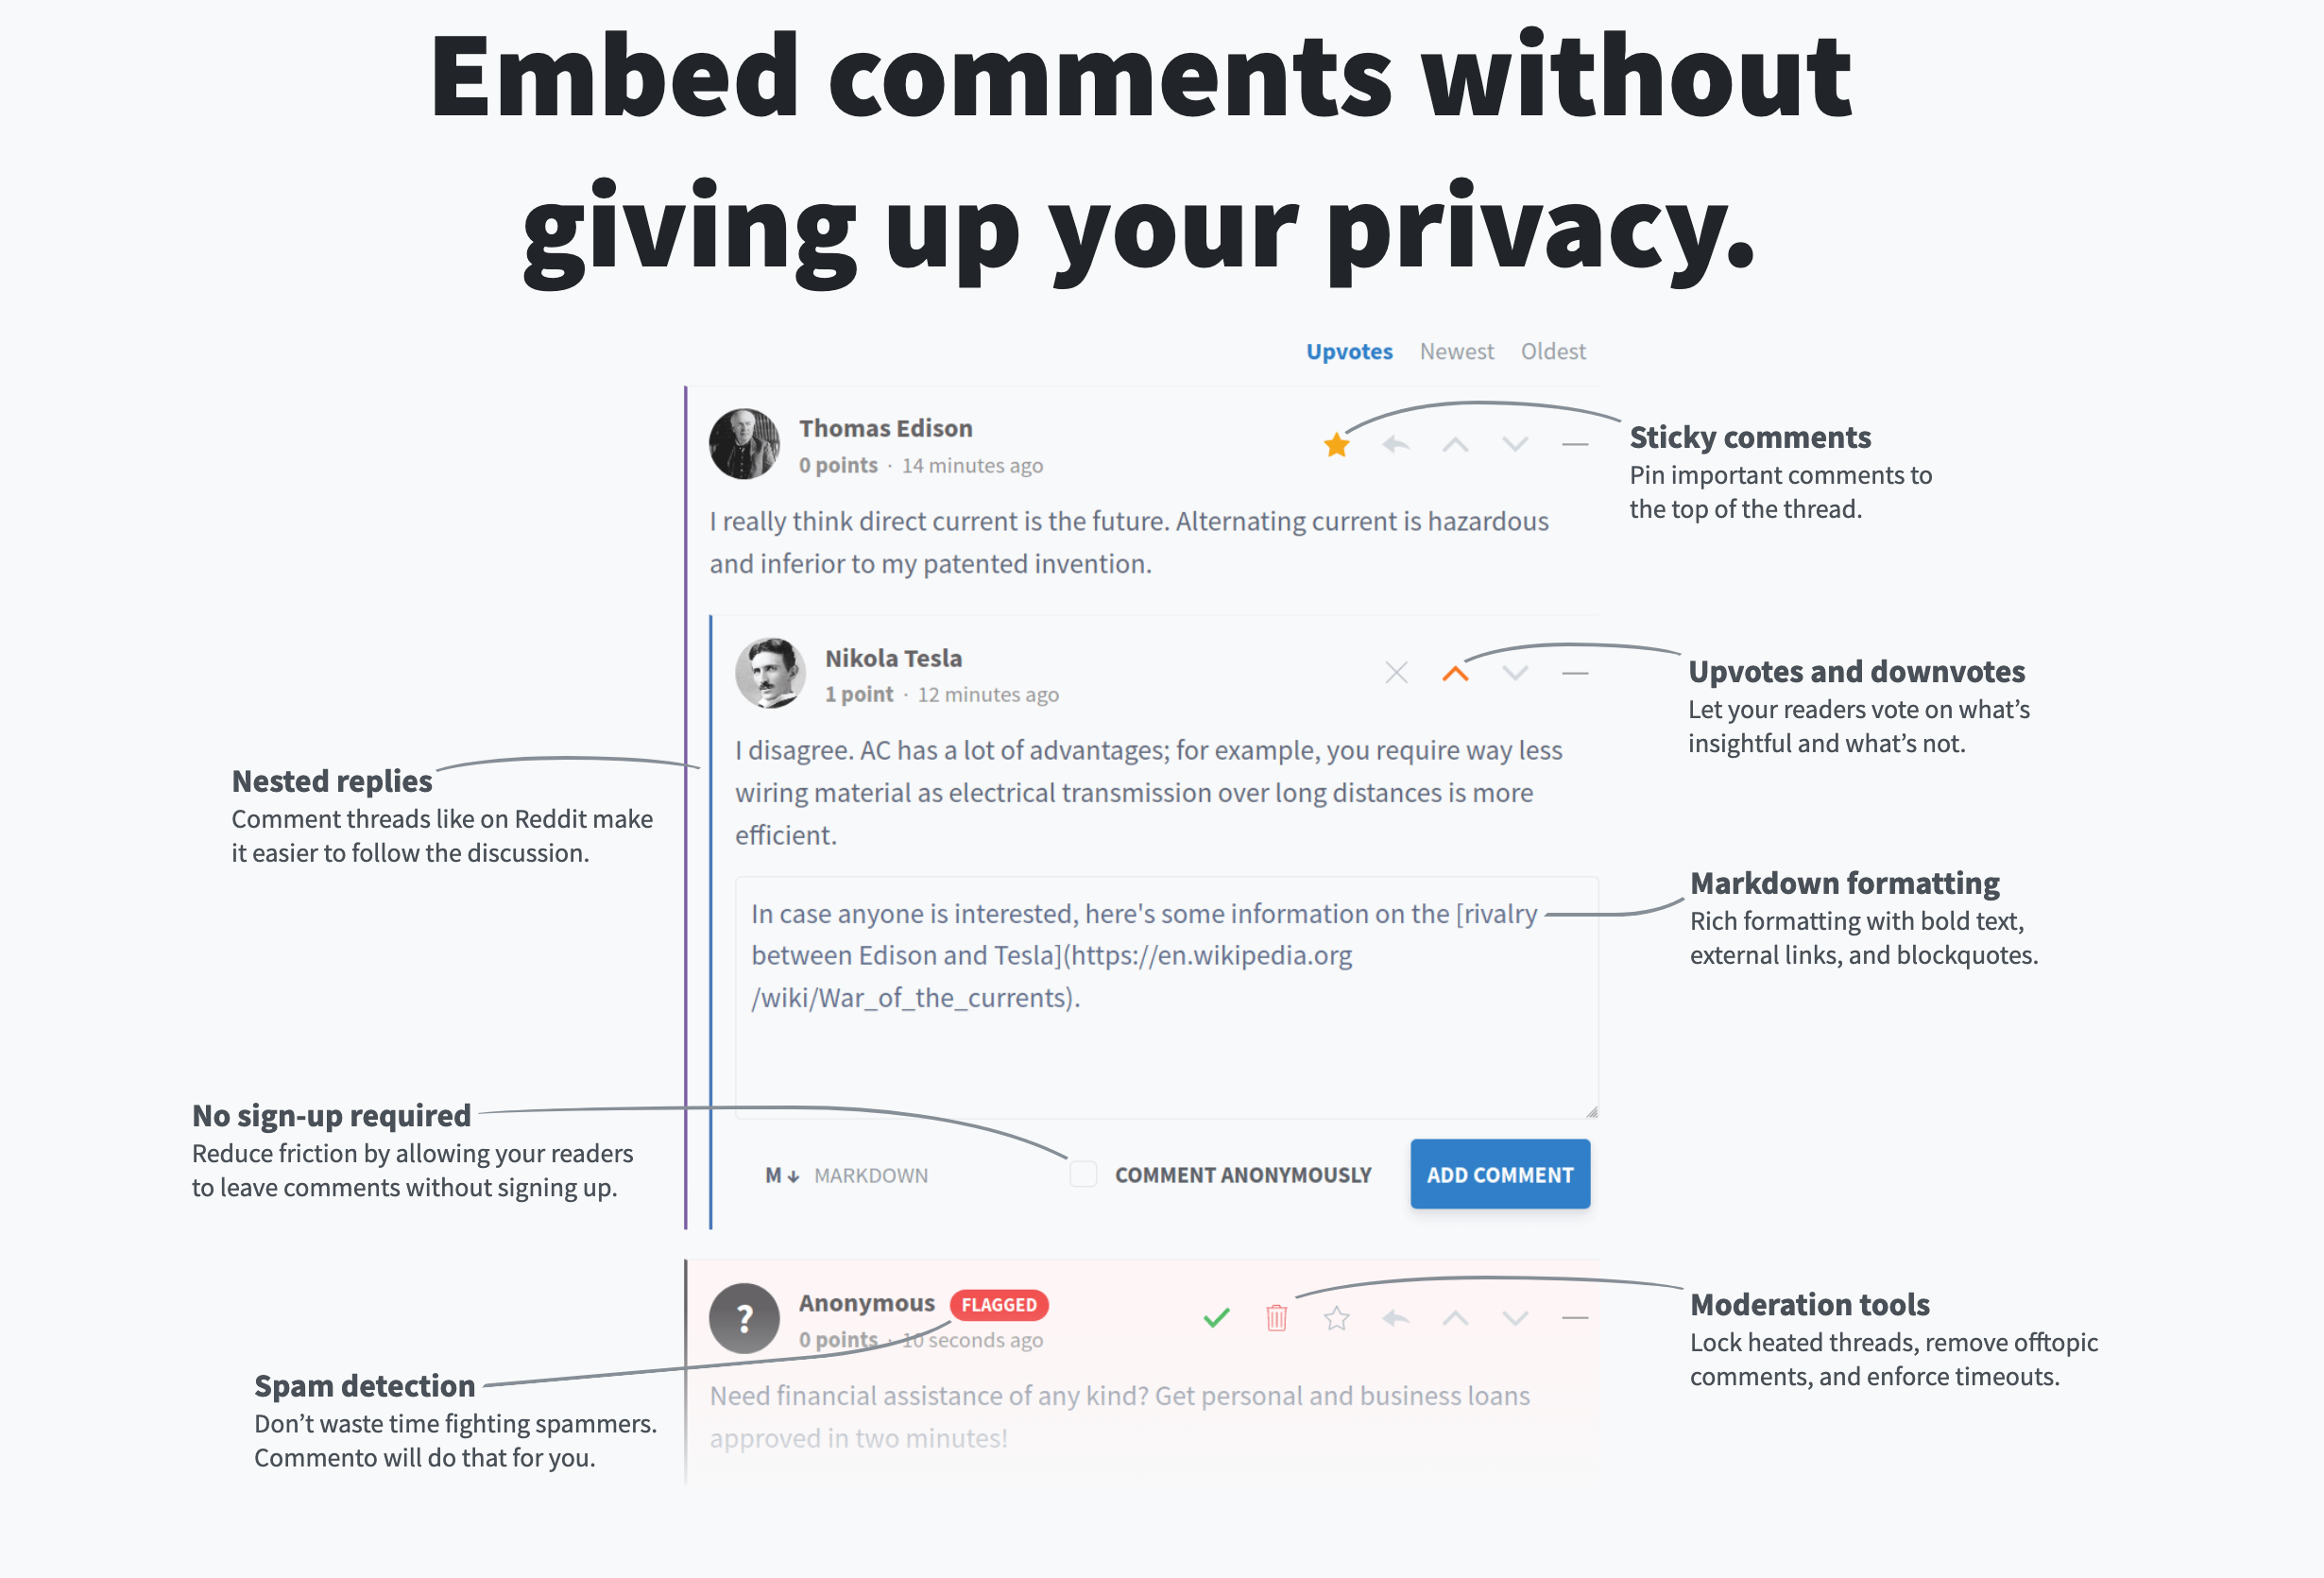 Embed comments without
giving up your privacy.
Upvotes Newest Oldest
Thomas Edison
0 points · 14 minutes ago
Sticky comments
Pin important comments to
the top of the thread.
I really think direct current is the future. Alternating current is hazardous
and inferior to my patented invention.
Nikola Tesla
1 point · 12 minutes ago
Upvotes and downvotes
Let your readers vote on what’s
insightful and what’s not.
I disagree. AC has a lot of advantages; for example, you require way less
wiring material as electrical transmission over long distances is more
efficient.
Nested replies
Comment threads like on Reddit make
it easier to follow the discussion.
In case anyone is interested, here's some information on the [rivalry
between Edison and Tesla](https://en.wikipedia.org
/wiki/War_of_the_currents).
Markdown formatting
Rich formatting with bold text,
external links, and blockquotes.
No sign-up required
Reduce friction by allowing your readers
to leave comments without signing up.
M↓ MARKDOWN
COMMENT ANONYMOUSLY
ADD COMMENT
?
Anonymous FLAGGED
0 points · 10 seconds ago
Moderation tools
Lock heated threads, remove offtopic
comments, and enforce timeouts.
Spam detection
Don’t waste time fighting spammers.
Commento will do that for you.
Need financial assistance of any kind? Get personal and business loans
approved in two minutes!